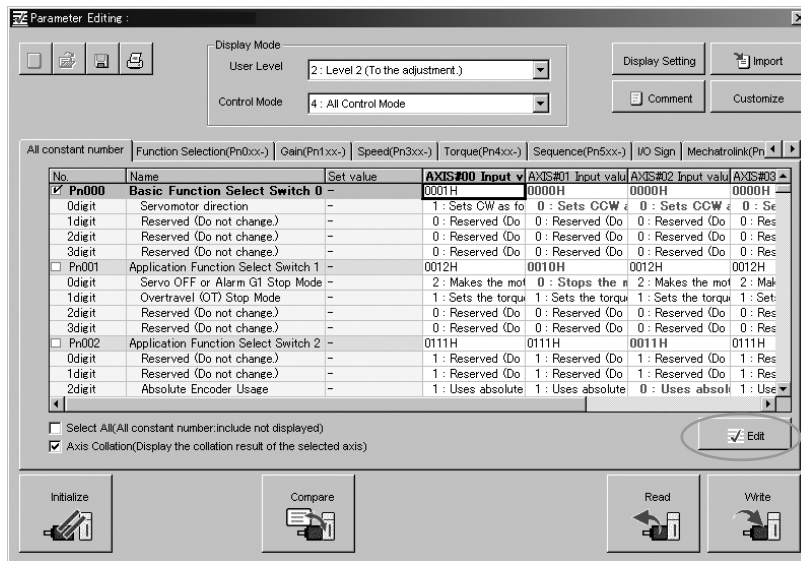 Parameter Editing :
Display Mode
User Level 2 : Level 2 (To the adjustment.)
Control Mode 4 : All Control Mode
Display Setting Import
Comment Customize
All constant number Function Selection(Pn0xx-) Gain(Pn1xx-) Speed(Pn3xx-) Torque(Pn4xx-) Sequence(Pn5xx-) I/O Sign Mechatrolink(Pn
No. Name Set value AXIS#00 Input v AXIS#01 Input valu AXIS#02 Input valu AXIS#03
Pn000 Basic Function Select Switch 0 - 0001H 0000H 0000H 0000H
0digit Servomotor direction - 1 : Sets CW as fo 0 : Sets CCW 0 : Sets CCW 0 : Se
1digit Reserved (Do not change.) - 0 : Reserved (Do 0 : Reserved (Do 0 : Reserved (Do 0 : Res
2digit Reserved (Do not change.) - 0 : Reserved (Do 0 : Reserved (Do 0 : Reserved (Do 0 : Res
3digit Reserved (Do not change.) - 0 : Reserved (Do 0 : Reserved (Do 0 : Reserved (Do 0 : Res
Pn001 Application Function Select Switch 1 - 0012H 0010H 0012H 0012H
0digit Servo OFF or Alarm G1 Stop Mode - 2 : Makes the mot 0 : Stops the m 2 : Makes the mot 2 : Mak
1digit Overtravel (OT) Stop Mode - 1 : Sets the torqu 1 : Sets the torqu 1 : Sets the torqu 1 : Set
2digit Reserved (Do not change.) - 0 : Reserved (Do 0 : Reserved (Do 0 : Reserved (Do 0 : Res
3digit Reserved (Do not change.) - 0 : Reserved (Do 0 : Reserved (Do 0 : Reserved (Do 0 : Res
Pn002 Application Function Select Switch 2 - 0111H 0111H 0011H 0111H
0digit Reserved (Do not change.) - 1 : Reserved (Do 1 : Reserved (Do 1 : Reserved (Do 1 : Res
1digit Reserved (Do not change.) - 1 : Reserved (Do 1 : Reserved (Do 1 : Reserved (Do 1 : Res
2digit Absolute Encoder Usage - 1 : Uses absolute 1 : Uses absolute 0 : Uses absol 1 : Use
Select All(All constant number:include not displayed)
Axis Collation(Display the collation result of the selected axis)
Edit
Initialize Compare Read Write